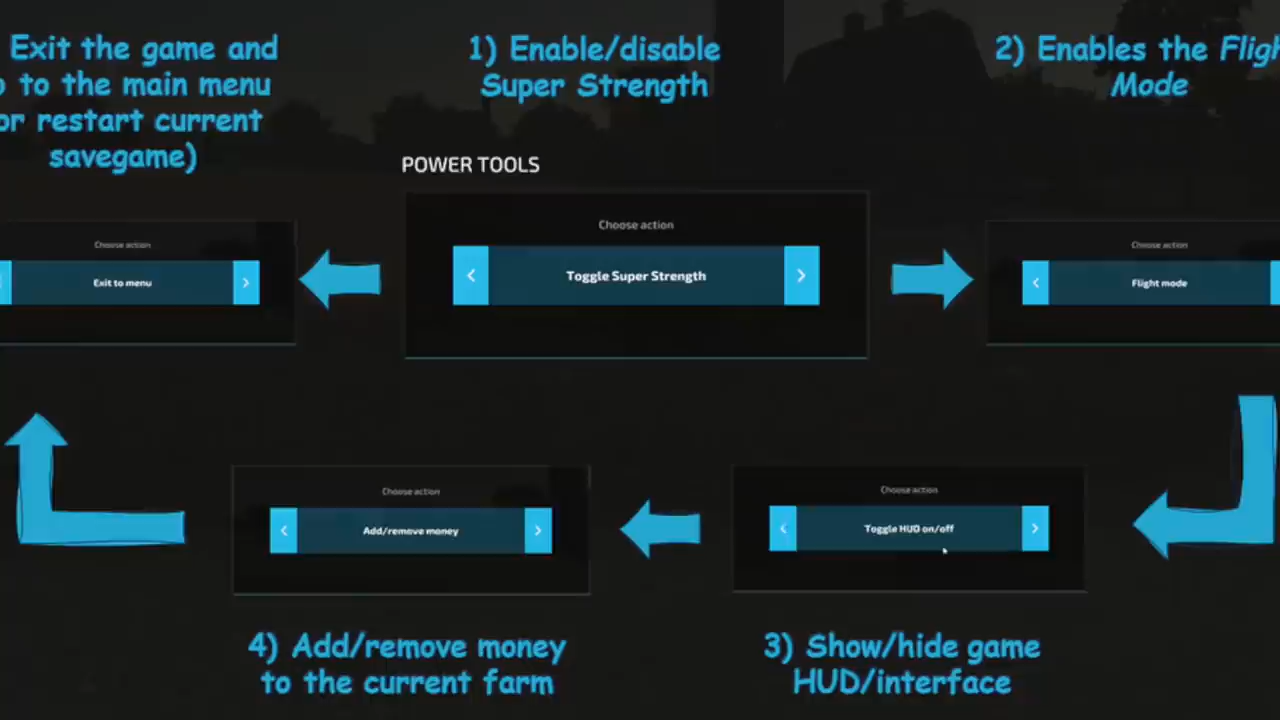 Exit the game and
to the main menu
or restart current
savegame)
1) Enable/disable
Super Strength
2) Enables the
Mode
POWER TOOLS
Choose action
Exit to menu
Choose action
Toggle Super Strength
Choose action
Flight mode
Choose action
Add/remove money
Choose action
Toggle HUD on/off
4) Add/remove money
to the current farm
3) Show/hide game
HUD/interface